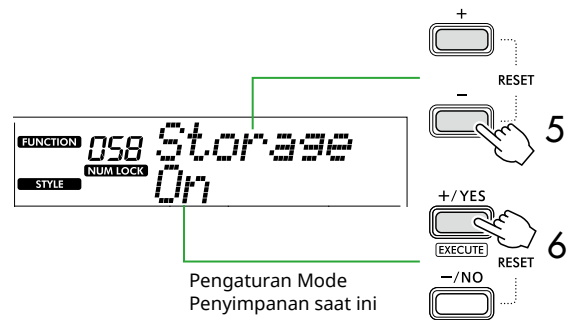 +
RESET
-
5
FUNCTION 058 Storage
NUM LOCK
STYLE On
+/YES
EXECUTE
6
RESET
-/NO
Pengaturan Mode
Penyimpanan saat ini